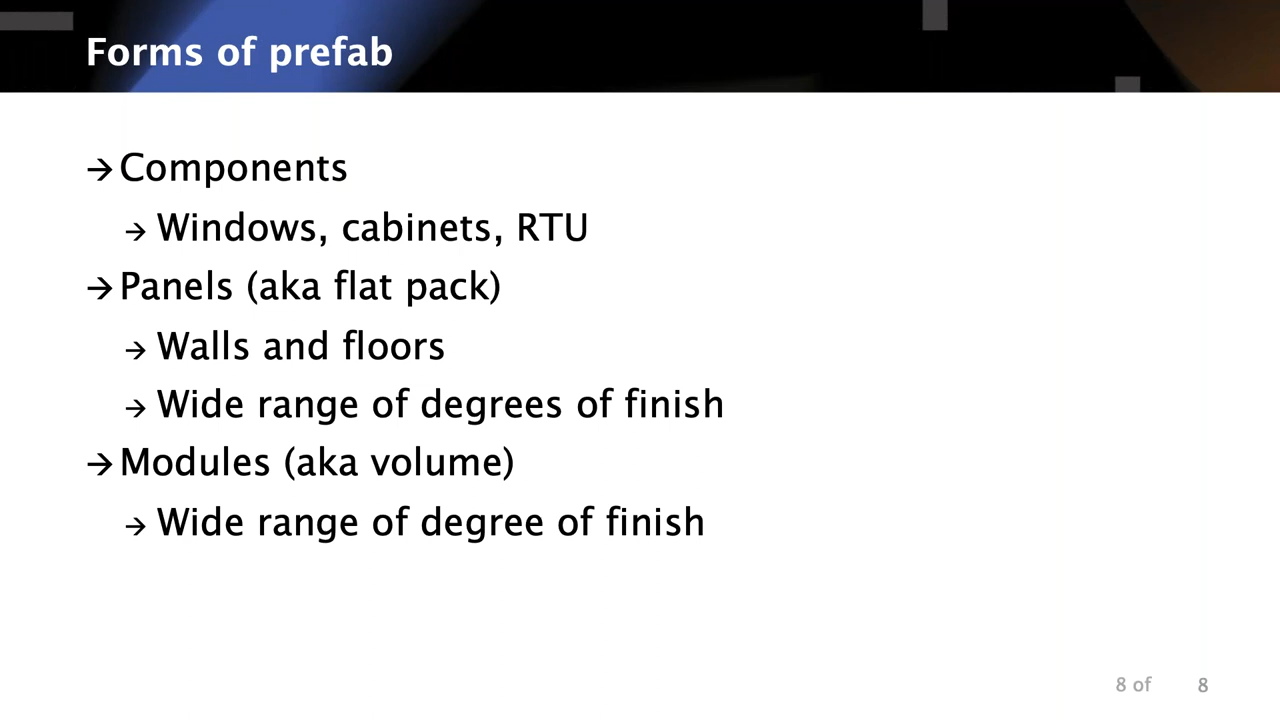 Forms of prefab
→ Components
→ Windows, cabinets, RTU
→ Panels (aka flat pack)
→ Walls and floors
→ Wide range of degrees of finish
→ Modules (aka volume)
→ Wide range of degree of finish
8 of 8